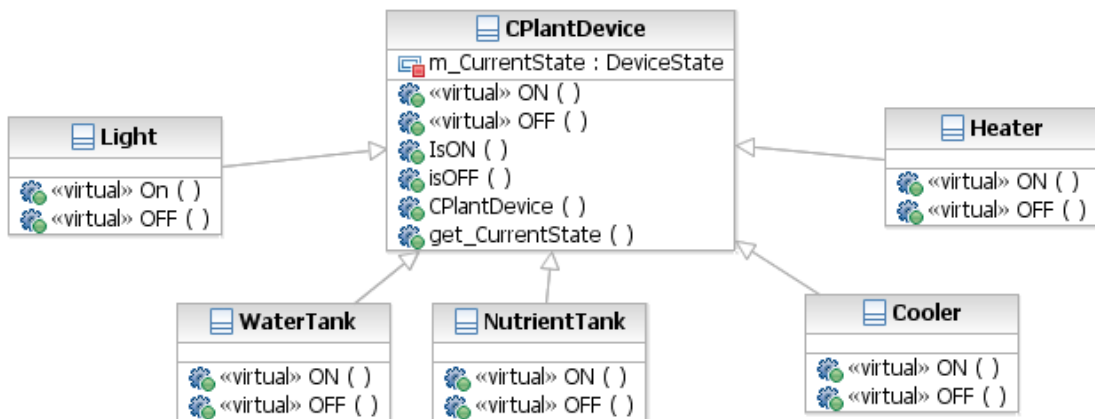 CPlantDevice
m_CurrentState : DeviceState
«virtual» ON ( )
«virtual» OFF ( )
IsON ( )
isOFF ( )
CPlantDevice ( )
get_CurrentState ( )
Light
«virtual» On ( )
«virtual» OFF ( )
Heater
«virtual» ON ( )
«virtual» OFF ( )
WaterTank
«virtual» ON ( )
«virtual» OFF ( )
NutrientTank
«virtual» ON ( )
«virtual» OFF ( )
Cooler
«virtual» ON ( )
«virtual» OFF ( )